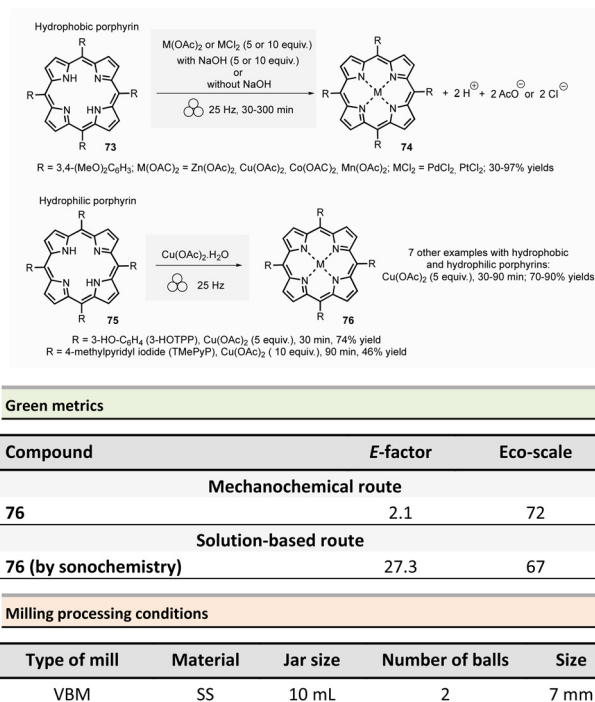 Hydrophobic porphyrin
R
NH
N
R
R
N
HN
R
73
M(OAc)2 or MCl2 (5 or 10 equiv.)
with NaOH (5 or 10 equiv.)
or
without NaOH
25 Hz, 30-300 min
R
N
N
R
M
R
N
N
R
74
+ 2 H⊕ + 2 AcO⊖ or 2 Cl⊖
R = 3,4-(MeO)2C6H3; M(OAC)2 = Zn(OAc)2, Cu(OAc)2, Co(OAC)2, Mn(OAc)2; MCl2 = PdCl2, PtCl2; 30-97% yields
Hydrophilic porphyrin
R
NH
N
R
R
N
HN
R
75
Cu(OAc)2.H2O
25 Hz
R
N
N
R
M
R
N
N
R
76
7 other examples with hydrophobic
and hydrophilic porphyrins:
Cu(OAc)2 (5 equiv.), 30-90 min; 70-90% yields
R = 3-HO-C6H4 (3-HOTPP), Cu(OAc)2 (5 equiv.), 30 min, 74% yield
R = 4-methylpyridyl iodide (TMePyP), Cu(OAc)2 ( 10 equiv.), 90 min, 46% yield
Green metrics
Compound E-factor Eco-scale
Mechanochemical route
76 2.1 72
Solution-based route
76 (by sonochemistry) 27.3 67
Milling processing conditions
Type of mill Material Jar size Number of balls Size
VBM SS 10 mL 2 7 mm